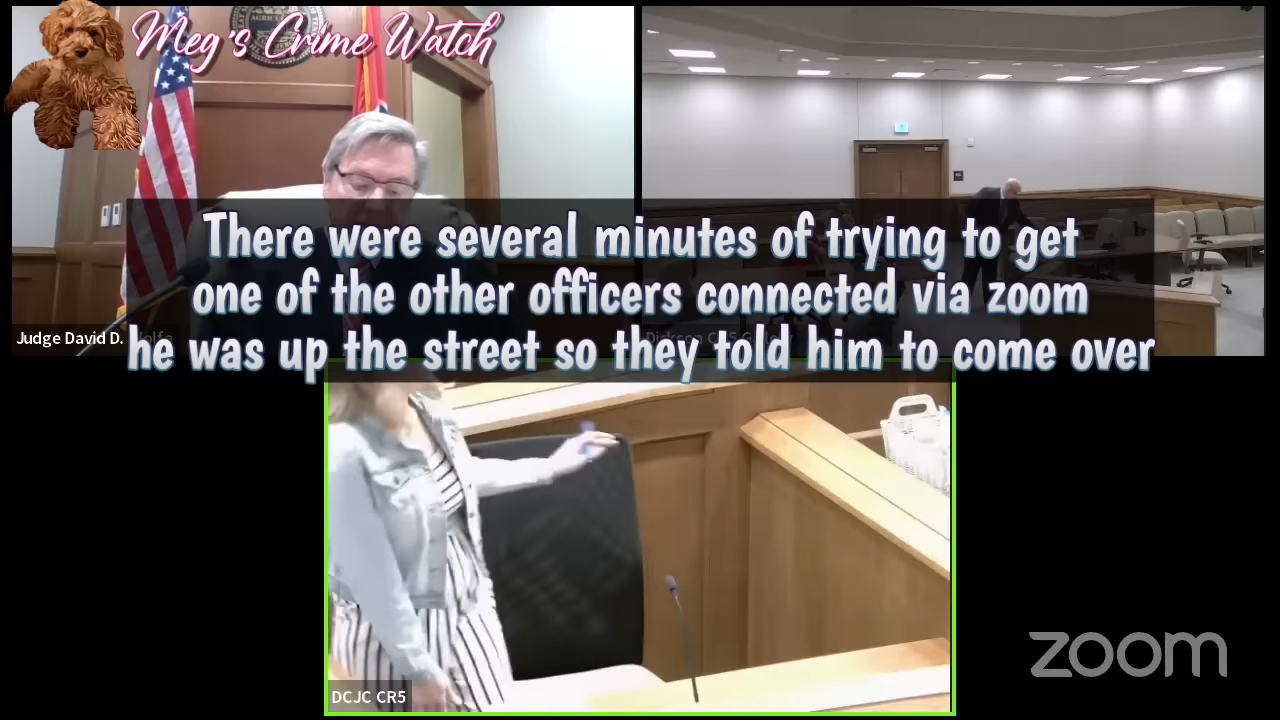 Meg's Crime Watch
AGRICULTURE
There were several minutes of trying to get
one of the other officers connected via zoom
he was up the street so they told him to come over
Judge David D.
DCJC CR5
zoom